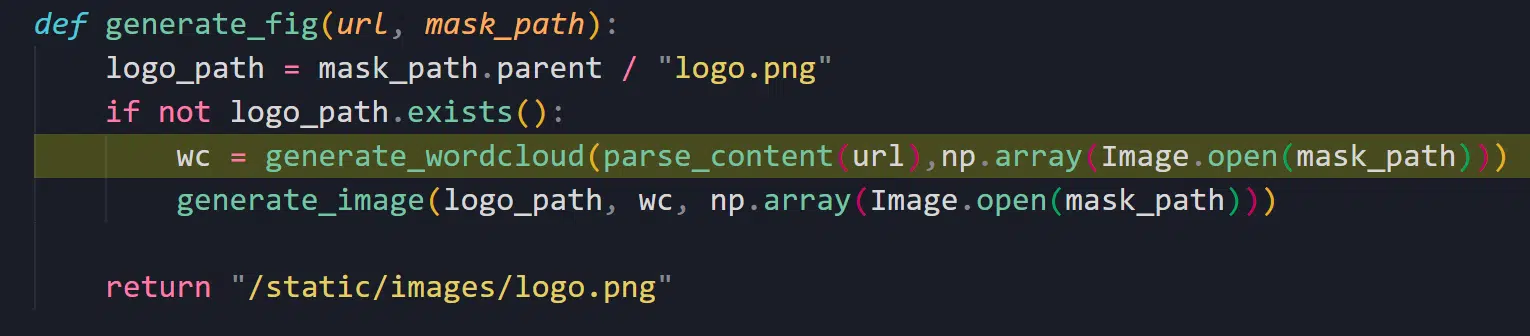 def generate_fig(url, mask_path):
    logo_path = mask_path.parent / "logo.png"
    if not logo_path.exists():
        wc = generate_wordcloud(parse_content(url),np.array(Image.open(mask_path)))
        generate_image(logo_path, wc, np.array(Image.open(mask_path)))

    return "/static/images/logo.png"